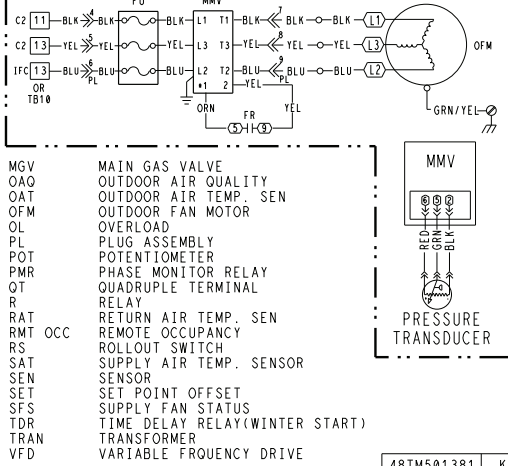 FU MMV
4 7
C2 11 BLK BLK BLK L1 T1 BLK BLK BLK L1
5 8
C2 13 YEL YEL YEL L3 T3 YEL YEL YEL L3 OFM
6 9
IFC 13 BLU BLU BLU L2 T2 BLU BLU BLU L2
PL PL
OR *1 2 YEL
TB10
ORN YEL GRN/YEL
FR
5 9
MMV
6 5 2
RED GRN BLK
PRESSURE
TRANSDUCER
MGV MAIN GAS VALVE
OAQ OUTDOOR AIR QUALITY
OAT OUTDOOR AIR TEMP. SEN
OFM OUTDOOR FAN MOTOR
OL OVERLOAD
PL PLUG ASSEMBLY
POT POTENTIOMETER
PMR PHASE MONITOR RELAY
QT QUADRUPLE TERMINAL
R RELAY
RAT RETURN AIR TEMP. SEN
RMT OCC REMOTE OCCUPANCY
RS ROLLOUT SWITCH
SAT SUPPLY AIR TEMP. SENSOR
SEN SENSOR
SET SET POINT OFFSET
SFS SUPPLY FAN STATUS
TDR TIME DELAY RELAY(WINTER START)
TRAN TRANSFORMER
VFD VARIABLE FRQUENCY DRIVE
48TM501381 K